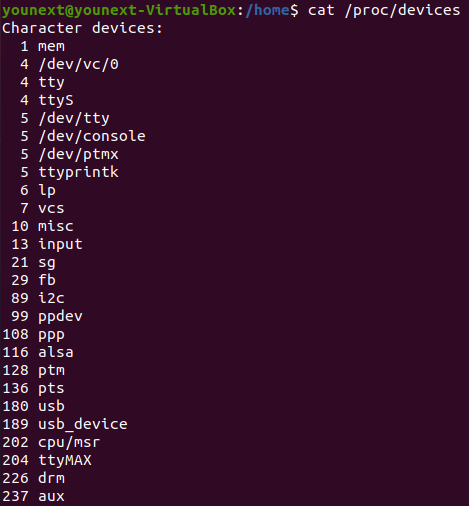 younext@younext-VirtualBox:/home$ cat /proc/devices
Character devices:
  1 mem
  4 /dev/vc/0
  4 tty
  4 ttyS
  5 /dev/tty
  5 /dev/console
  5 /dev/ptmx
  5 ttyprintk
  6 lp
  7 vcs
 10 misc
 13 input
 21 sg
 29 fb
 89 i2c
 99 ppdev
108 ppp
116 alsa
128 ptm
136 pts
180 usb
189 usb_device
202 cpu/msr
204 ttyMAX
226 drm
237 aux